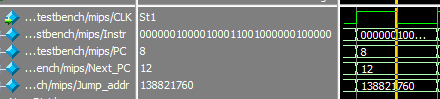 ...testbench/mips/CLK St1
...stbench/mips/Instr 00000010000100011001000000100000 000000100...
...testbench/mips/PC 8 8
...ench/mips/Next_PC 12 12
...ch/mips/Jump_addr 138821760 138821760